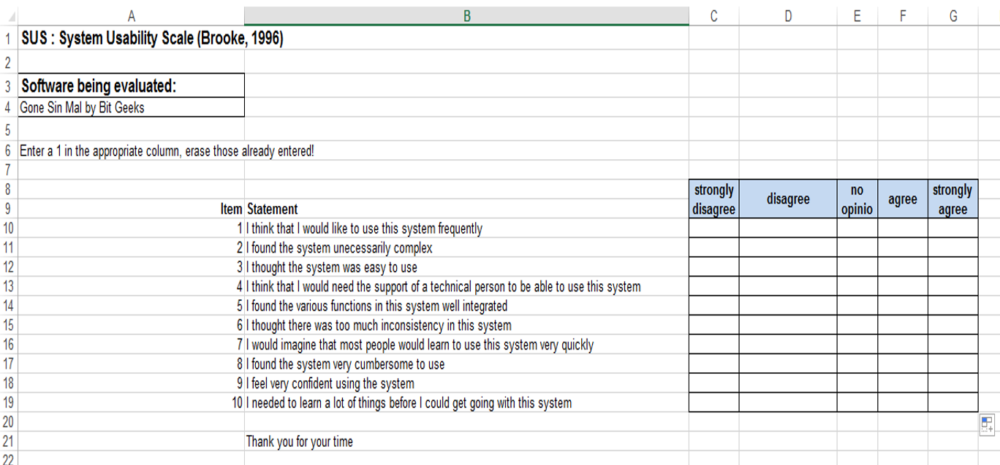 A B C D E F G
1 SUS : System Usability Scale (Brooke, 1996)
2
3 Software being evaluated:
4 Gone Sin Mal by Bit Geeks
5
6 Enter a 1 in the appropriate column, erase those already entered!
7
8 strongly disagree no agree strongly
9 Item Statement disagree opinio agree
10 1 I think that I would like to use this system frequently
11 2 I found the system unecessarily complex
12 3 I thought the system was easy to use
13 4 I think that I would need the support of a technical person to be able to use this system
14 5 I found the various functions in this system well integrated
15 6 I thought there was too much inconsistency in this system
16 7 I would imagine that most people would learn to use this system very quickly
17 8 I found the system very cumbersome to use
18 9 I feel very confident using the system
19 10 I needed to learn a lot of things before I could get going with this system
20
21 Thank you for your time
22